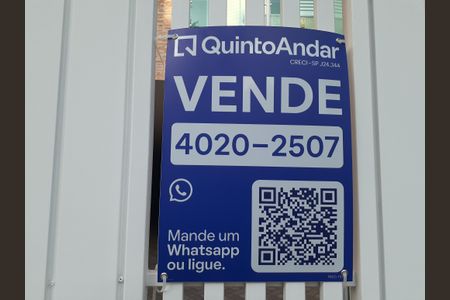 QuintoAndar
CRECI-SP J24.344
VENDE
4020-2507
Mande um
Whatsapp
ou ligue.